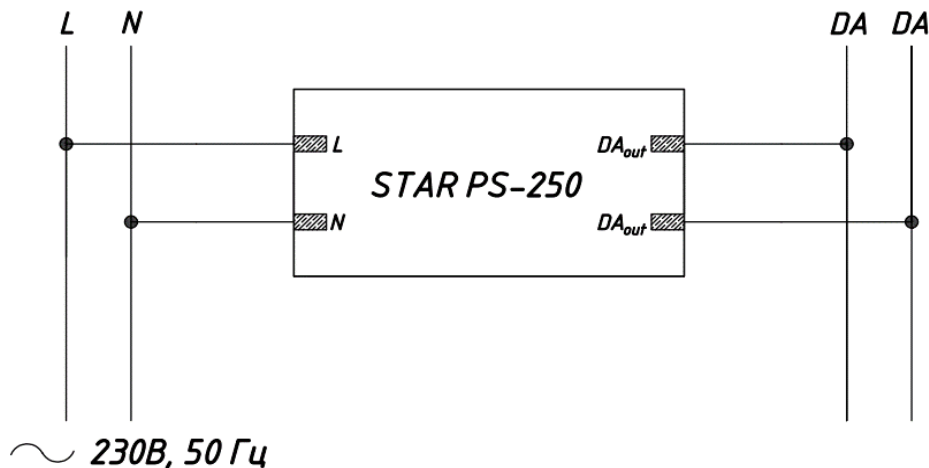 L N DA DA
L DAout
STAR PS-250
N DAout
230В, 50 Гц